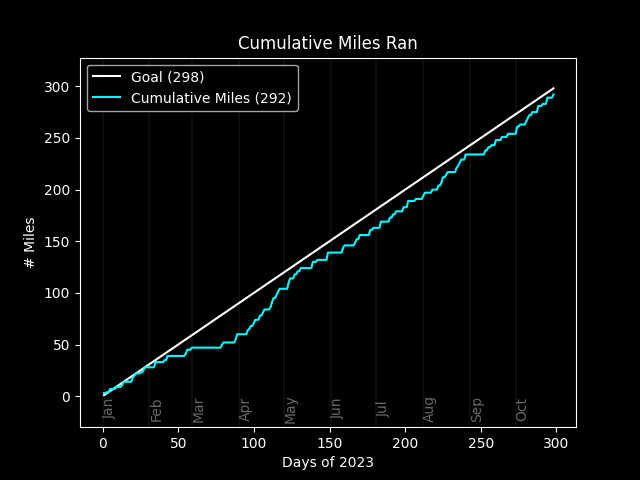 Cumulative Miles Ran
Goal (298)
Cumulative Miles (292)
# Miles
300
250
200
150
100
50
0
Jan
Feb
Mar
Apr
May
Jun
Jul
Aug
Sep
Oct
0 50 100 150 200 250 300
Days of 2023